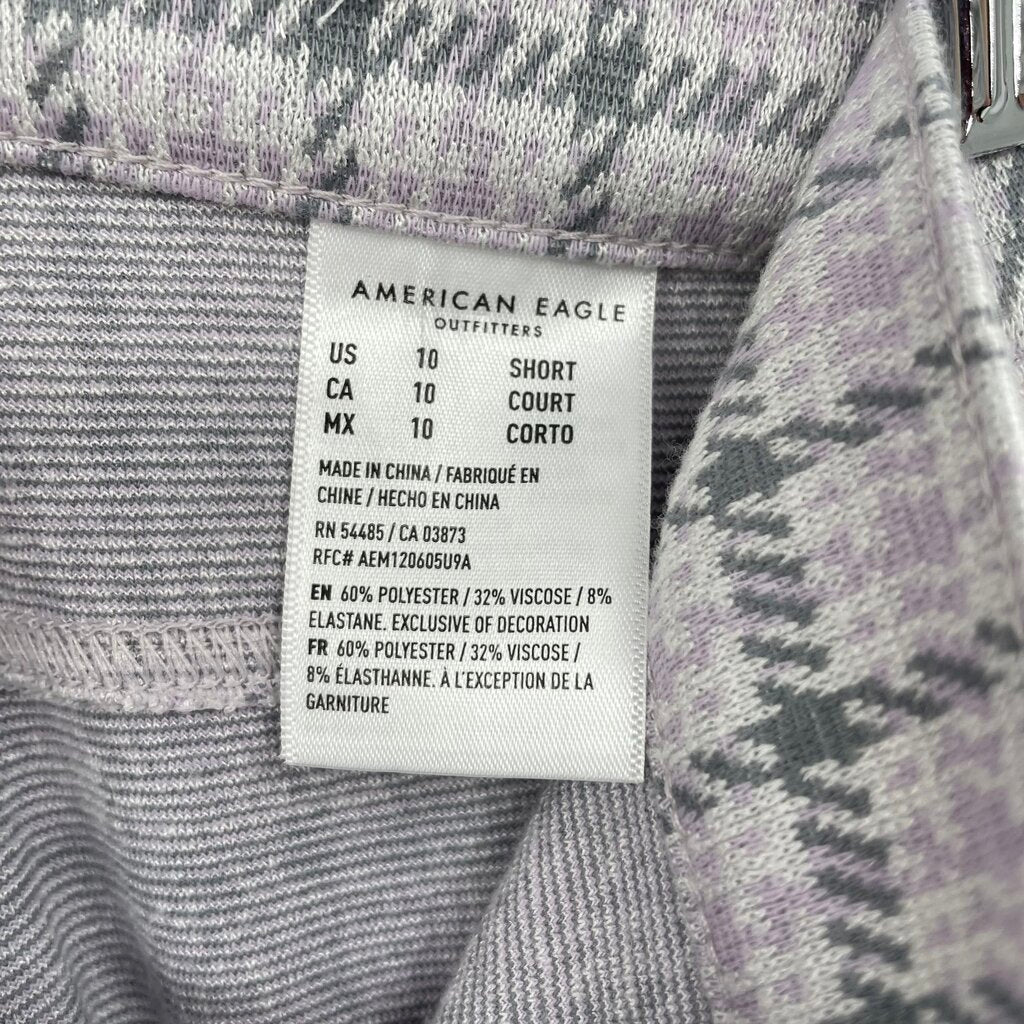 AMERICAN EAGLE
OUTFITTERS
US 10 SHORT
CA 10 COURT
MX 10 CORTO
MADE IN CHINA / FABRIQUÉ EN
CHINE / HECHO EN CHINA
RN 54485 / CA 03873
RFC# AEM120605U9A
EN 60% POLYESTER / 32% VISCOSE / 8%
ELASTANE. EXCLUSIVE OF DECORATION
FR 60% POLYESTER / 32% VISCOSE /
8% ÉLASTHANNE. À L'EXCEPTION DE LA
GARNITURE